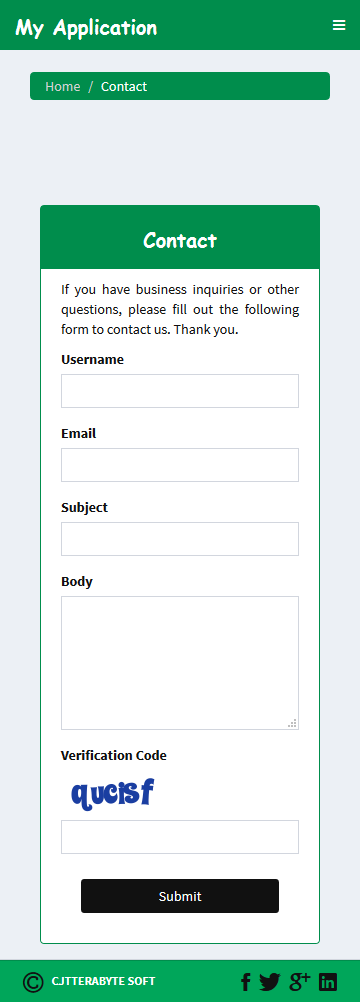 My Application
Home / Contact
Contact
If you have business inquiries or other
questions, please fill out the following
form to contact us. Thank you.
Username
Email
Subject
Body
Verification Code
qucisf
Submit
© CJTTERABYTE SOFT